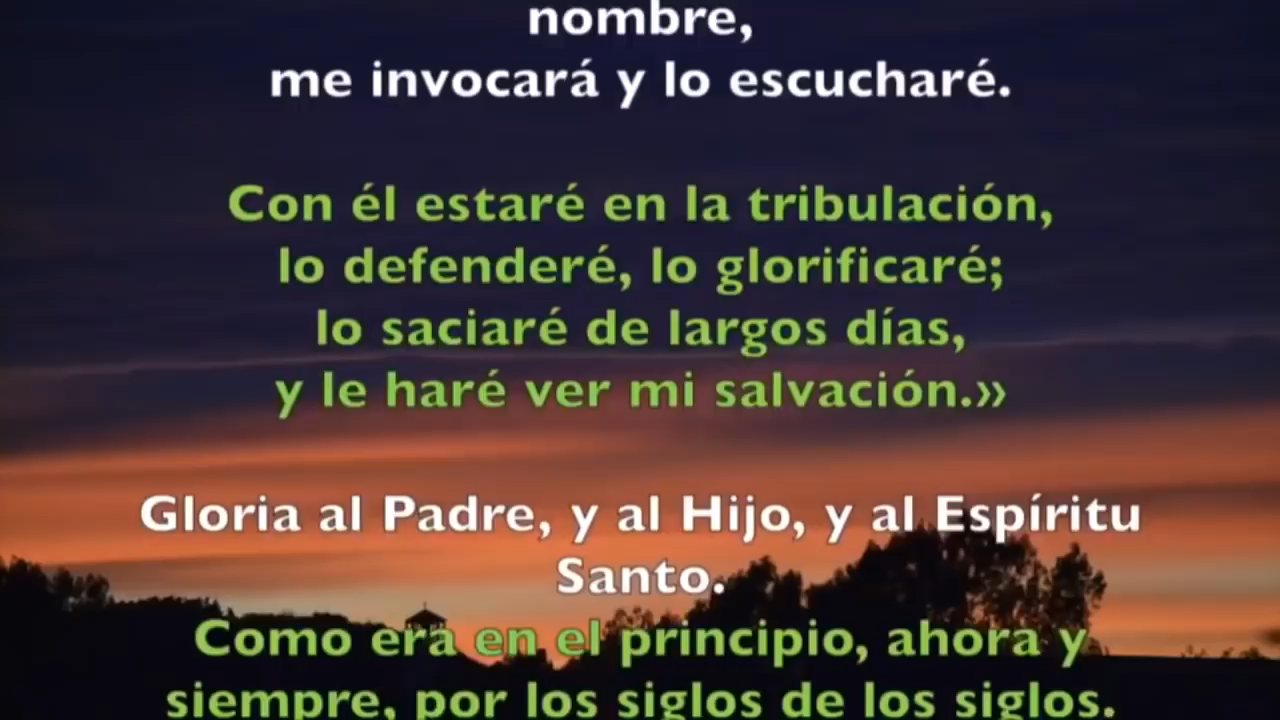 nombre,
me invocará y lo escucharé.
Con él estaré en la tribulación,
lo defenderé, lo glorificaré;
lo saciaré de largos días,
y le haré ver mi salvación.»
Gloria al Padre, y al Hijo, y al Espíritu
Santo.
Como era en el principio, ahora y
siempre, por los siglos de los siglos.